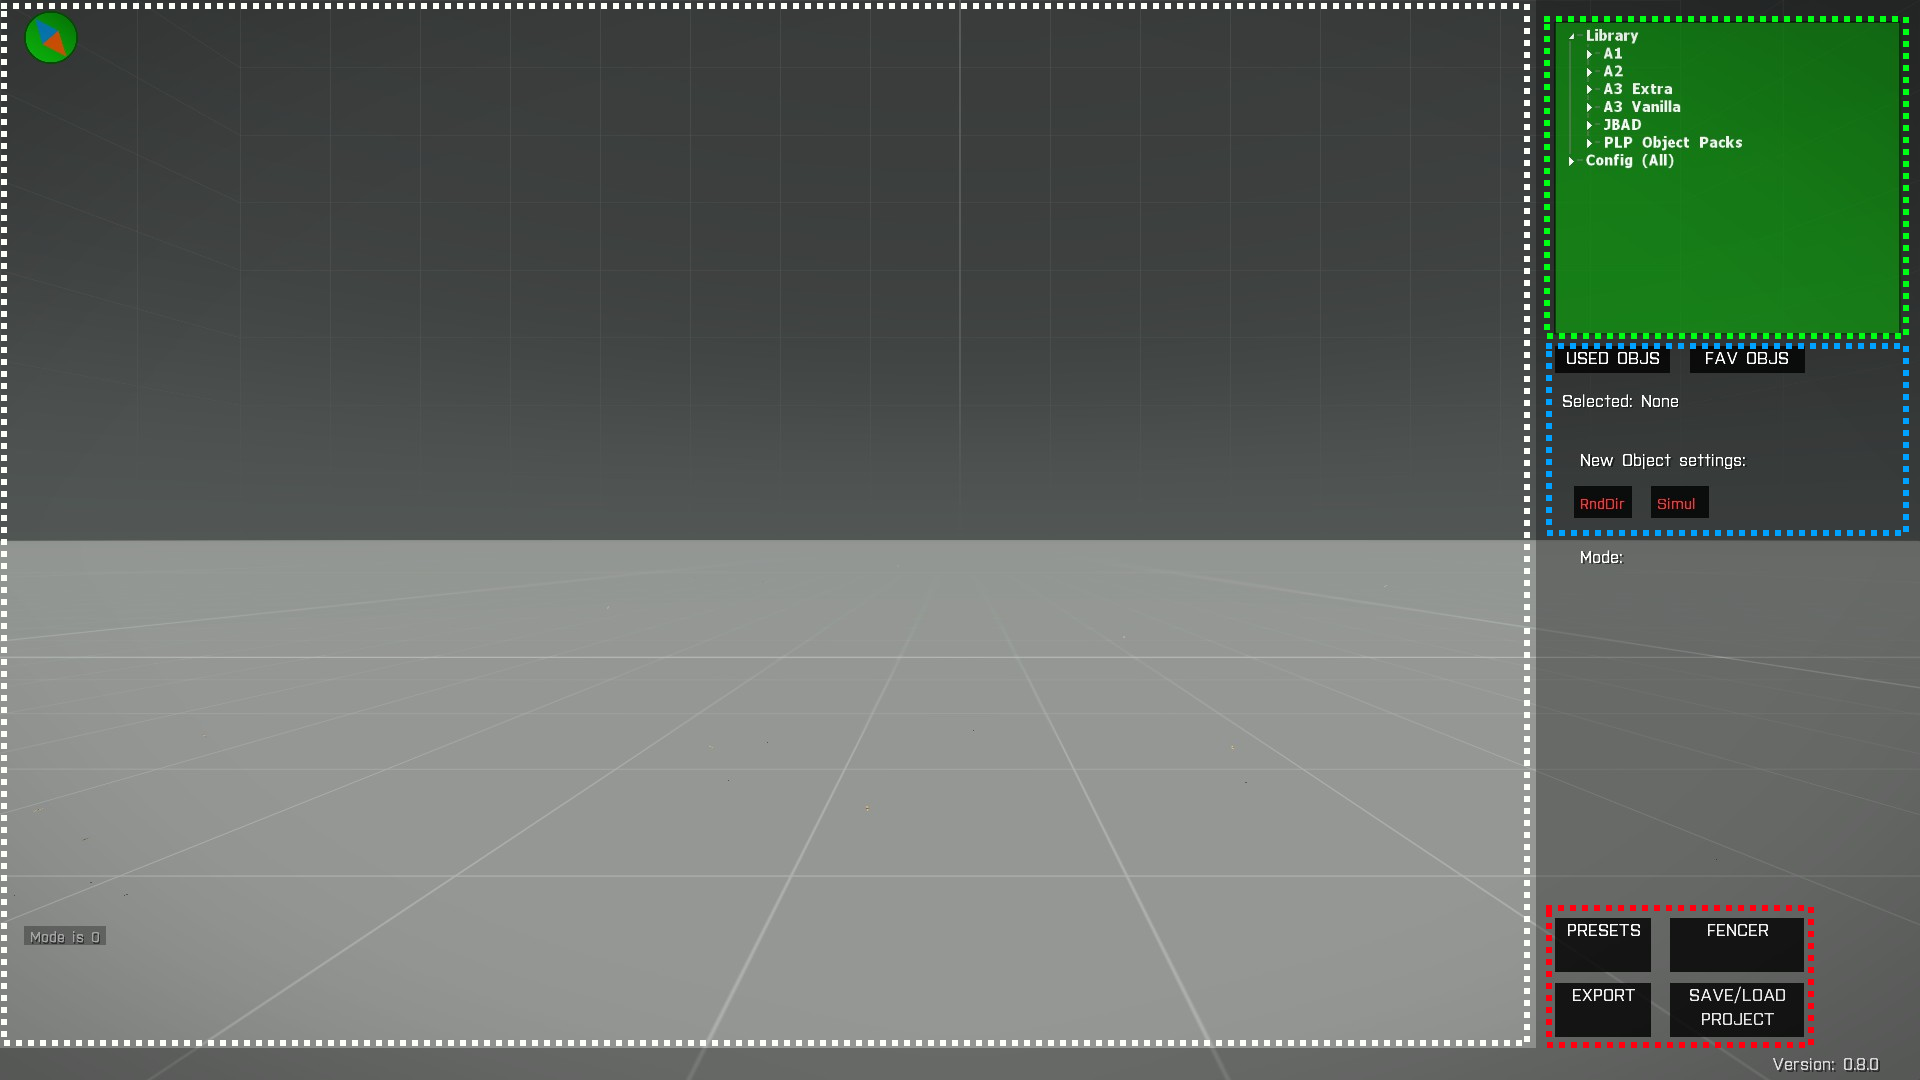 Library
A1
A2
A3 Extra
A3 Vanilla
JBAD
PLP Object Packs
Config (All)
USED OBJS FAV OBJS
Selected: None
New Object settings:
RndDir Simul
Mode:
Mode is 0
PRESETS FENCER
EXPORT SAVE/LOAD
PROJECT
Version: 0.8.0